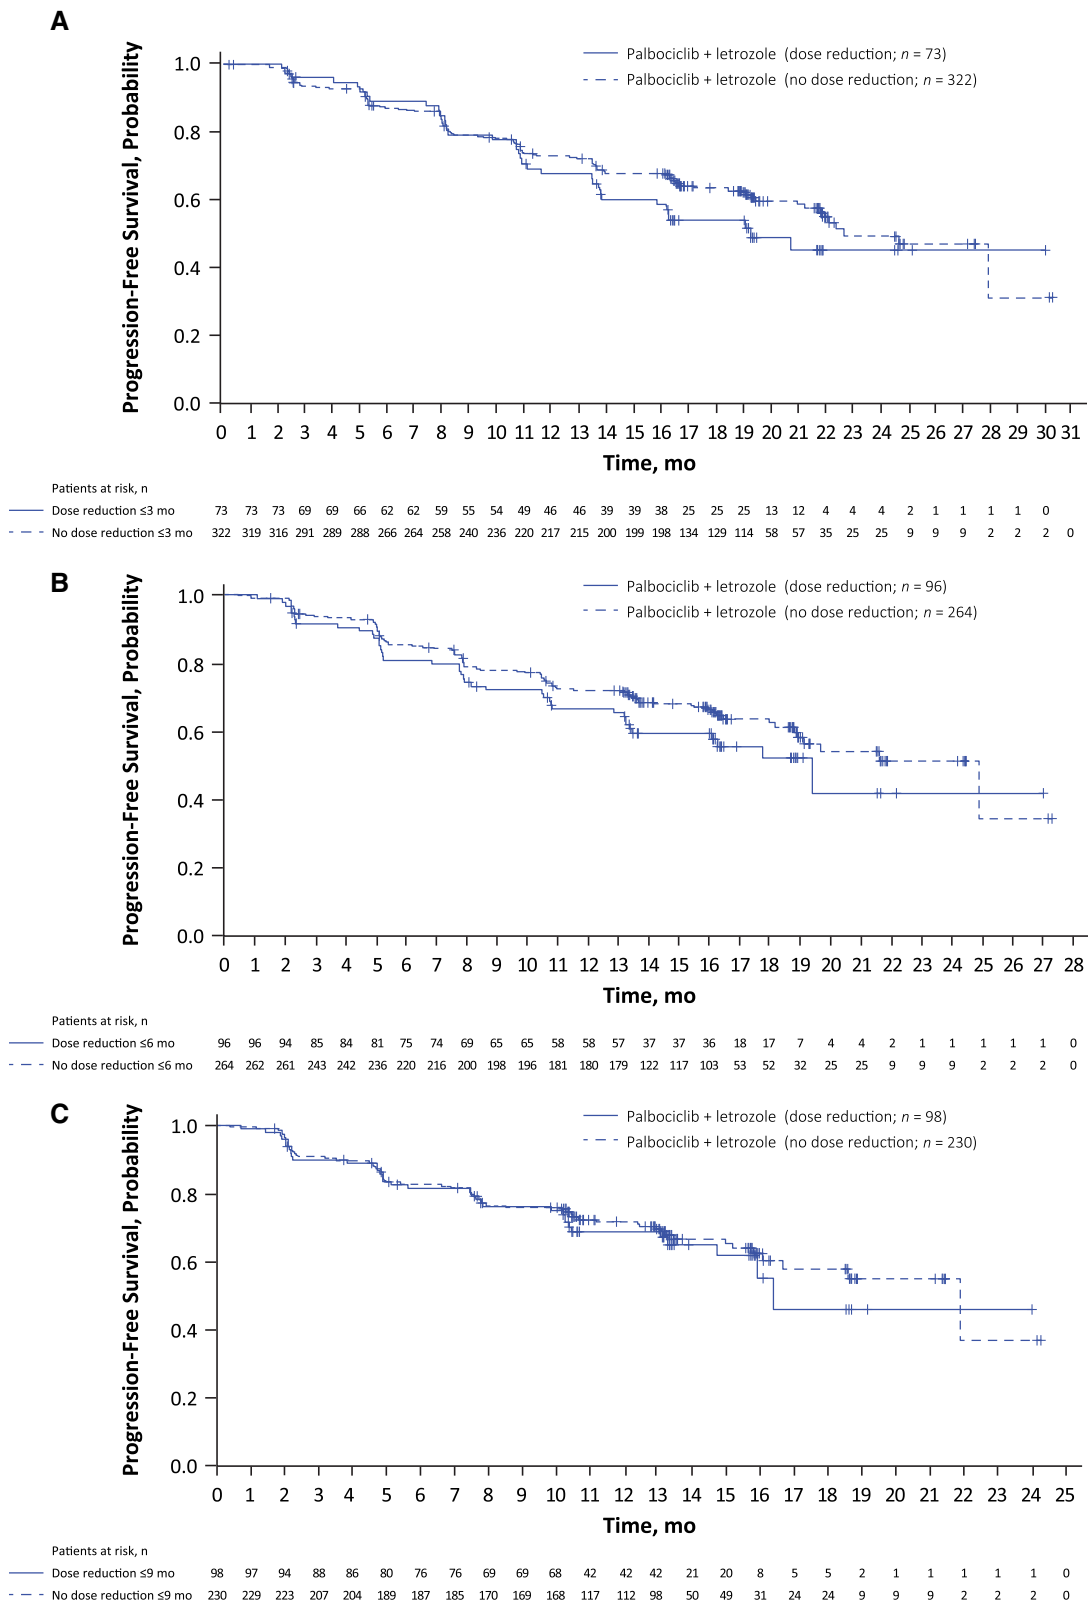 A
Progression-Free Survival, Probability
Palbociclib + letrozole (dose reduction; n = 73)
Palbociclib + letrozole (no dose reduction; n = 322)
1.0
0.8
0.6
0.4
0.2
0.0
0 1 2 3 4 5 6 7 8 9 10 11 12 13 14 15 16 17 19 20 21 22 23 24 25 26 27 28 29 30 31
Time, mo
Patients at risk, n
Dose reduction ≤3 mo 73 73 73 69 69 66 62 62 59 55 54 49 46 46 39 39 38 25 25 25 13 12 4 4 4 2 1 1 1 1 0
No dose reduction ≤3 mo 322 319 316 291 289 288 266 264 258 240 236 220 217 215 200 199 198 134 129 114 58 57 35 25 25 9 9 9 2 2 2 0
B
Progression-Free Survival, Probability
Palbociclib + letrozole (dose reduction; n = 96)
Palbociclib + letrozole (no dose reduction; n = 264)
1.0
0.8
0.6
0.4
0.2
0.0
0 1 2 3 4 5 6 7 8 9 10 11 12 13 14 15 16 17 18 19 20 21 22 23 24 25 26 27 28
Time, mo
Patients at risk, n
Dose reduction ≤6 mo 96 96 94 85 84 81 75 74 69 65 65 58 58 57 37 37 36 18 17 7 4 4 2 1 1 1 1 1 0
No dose reduction ≤6 mo 264 262 261 243 242 236 220 216 200 198 196 181 180 179 122 117 103 53 52 32 25 25 9 9 9 2 2 2 0
C
Progression-Free Survival, Probability
Palbociclib + letrozole (dose reduction; n = 98)
Palbociclib + letrozole (no dose reduction; n = 230)
1.0
0.8
0.6
0.4
0.2
0.0
0 1 2 3 4 5 6 7 8 9 10 11 12 13 14 15 16 17 18 19 20 21 22 23 24 25
Time, mo
Patients at risk, n
Dose reduction ≤9 mo 98 97 94 88 86 80 76 76 69 69 68 42 42 42 21 20 8 5 5 2 1 1 1 1 1 0
No dose reduction ≤9 mo 230 229 223 207 204 189 187 185 170 169 168 117 112 98 50 49 31 24 24 9 9 9 2 2 2 0